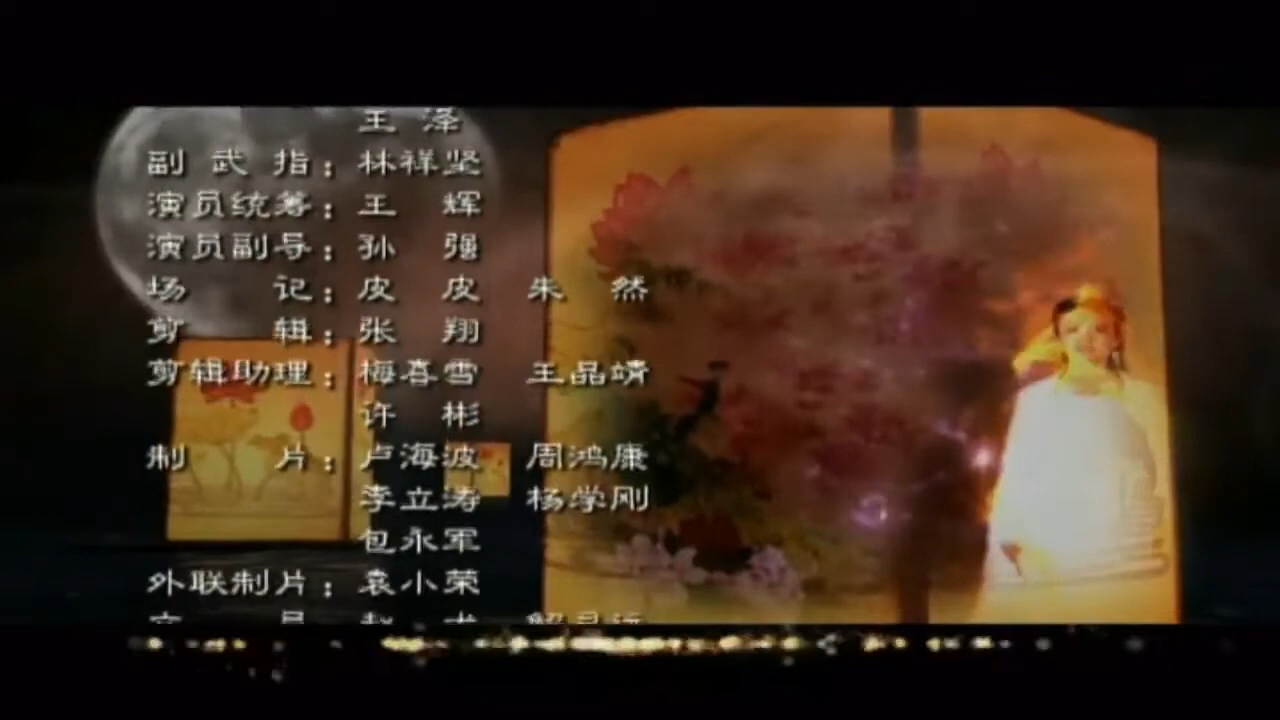 王 泽
副 武 指：林祥坚
演员统筹：王 辉
演员副导：孙 强
场 记：皮 皮 朱 然
剪 辑：张 翔
剪辑助理：梅喜雪 王晶靖
许 彬
制 片：卢海波 周鸿康
李立涛 杨学刚
包永军
外联制片：袁小荣